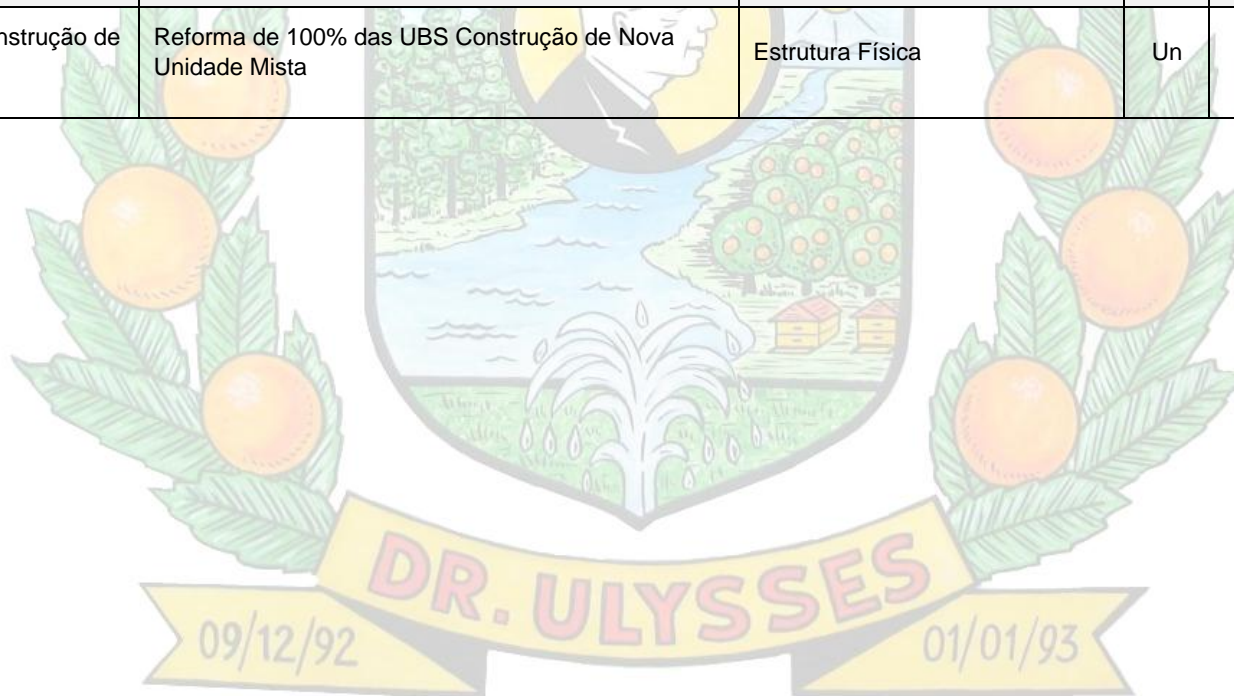 nstrução de
Reforma de 100% das UBS Construção de Nova
Unidade Mista
Estrutura Física
Un
DR. ULYSSES
09/12/92
01/01/93